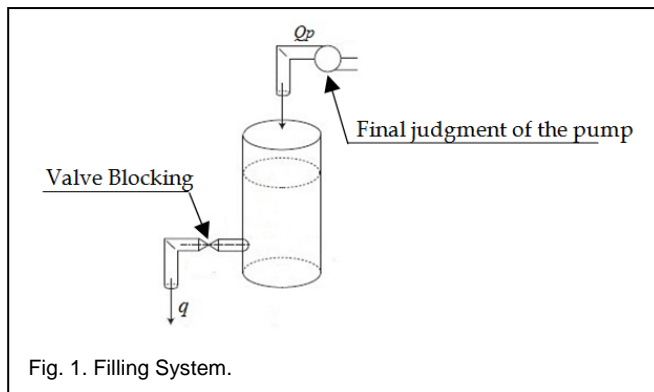 Qp
Final judgment of the pump
Valve Blocking
q
Fig. 1. Filling System.